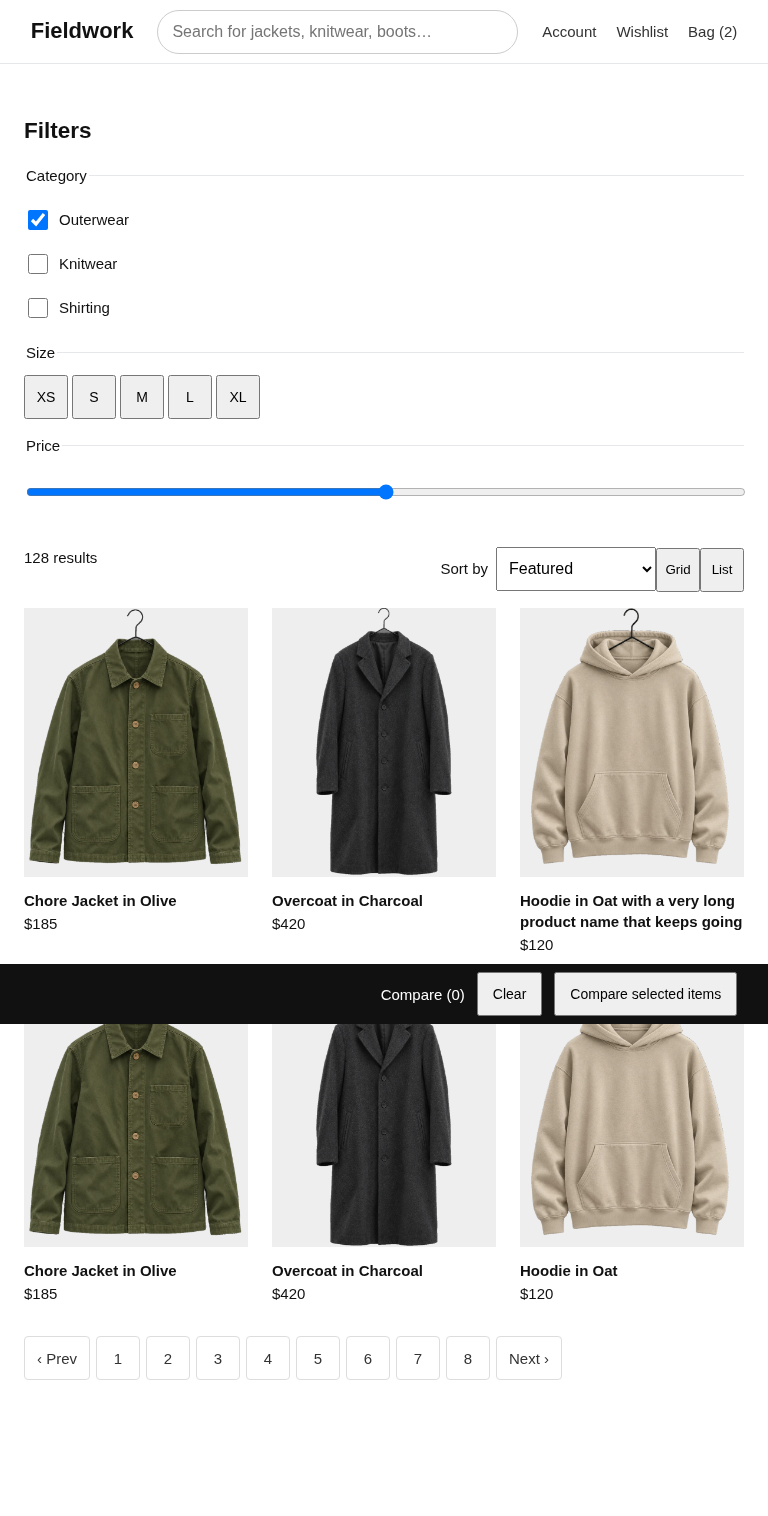 Fieldwork
Search for jackets, knitwear, boots…
Account
Wishlist
Bag (2)
Filters
Category
Outerwear
Knitwear
Shirting
Size
XS
S
M
L
XL
Price
128 results
Sort by
Featured
Grid
List
Chore Jacket in Olive
$185
Overcoat in Charcoal
$420
Hoodie in Oat with a very long
product name that keeps going
$120
Compare (0)
Clear
Compare selected items
Chore Jacket in Olive
$185
Overcoat in Charcoal
$420
Hoodie in Oat
$120
‹ Prev
1
2
3
4
5
6
7
8
Next ›